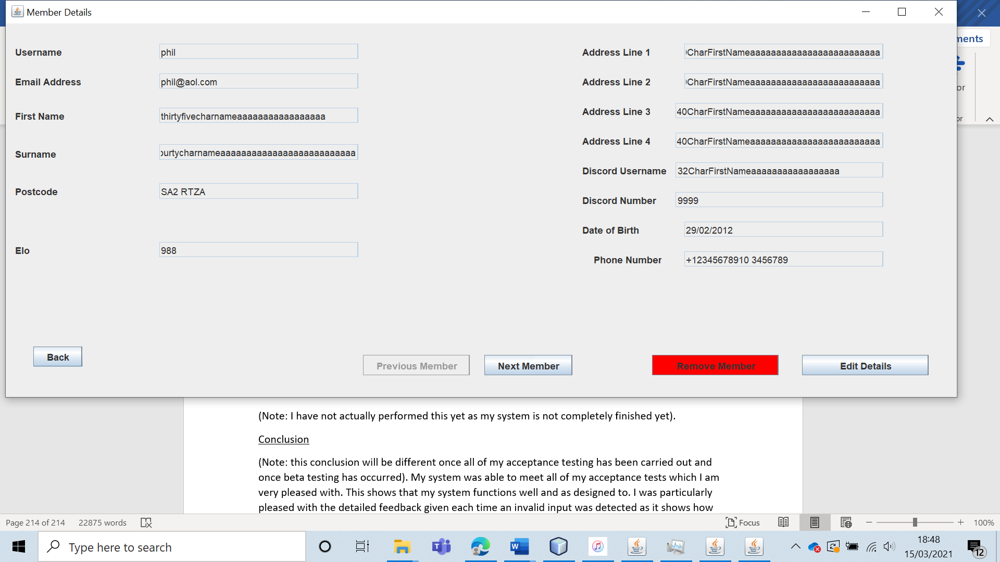 Member Details
Username
phil
Email Address
phil@aol.com
First Name
thirtyfivecharnameaaaaaaaaaaaaaaaaa
Surname
ourtycharnameaaaaaaaaaaaaaaaaaaaaaaaaaa
Postcode
SA2 RTZA
Elo
988
Address Line 1
CharFirstNameaaaaaaaaaaaaaaaaaaaaaaaaa
Address Line 2
CharFirstNameaaaaaaaaaaaaaaaaaaaaaaaaa
Address Line 3
40CharFirstNameaaaaaaaaaaaaaaaaaaaaaaaaa
Address Line 4
40CharFirstNameaaaaaaaaaaaaaaaaaaaaaaaaa
Discord Username
32CharFirstNameaaaaaaaaaaaaaaaaa
Discord Number
9999
Date of Birth
29/02/2012
Phone Number
+12345678910 3456789
Back
Previous Member
Next Member
Remove Member
Edit Details
ments
or
or
(Note: I have not actually performed this yet as my system is not completely finished yet).
Conclusion
(Note: this conclusion will be different once all of my acceptance testing has been carried out and
once beta testing has occurred). My system was able to meet all of my acceptance tests which I am
very pleased with. This shows that my system functions well and as designed to. I was particularly
pleased with the detailed feedback given each time an invalid input was detected as it shows how
Page 214 of 214
22875 words
Focus
100%
Type here to search
18:48
15/03/2021
12